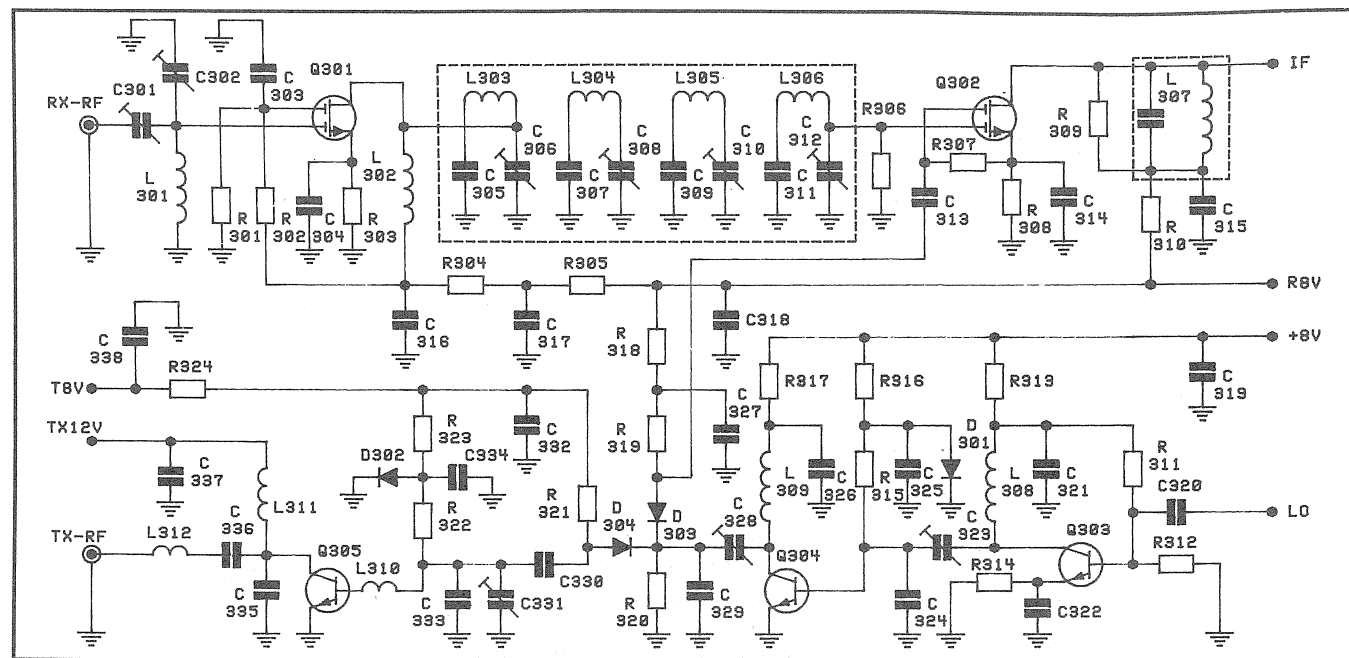 RX-RF
C301
C302
C
303
Q301
L303
L304
L305
L306
Q302
IF
L
301
R
301
R
302
C
304
R
303
L
302
C
305
C
306
C
307
C
308
C
309
C
310
C
311
C
312
R306
R307
C
313
R
308
C
314
R
309
L
307
R
310
C
315
R304
R305
R8V
C
316
C
317
C318
+8V
C
319
C
338
R324
T8V
TX12V
C
337
L311
R
323
D302
C334
R
322
C
332
R
318
R
319
C
327
R317
R316
R313
D
301
L
309
C
326
R
315
C
325
L
308
C
321
R
311
C320
LO
TX-RF
L312
C
336
C
335
Q305
L310
C
333
C331
C330
R
321
D
304
D
303
R
320
C
329
C
328
Q304
C
323
C
324
R314
C322
Q303
R312